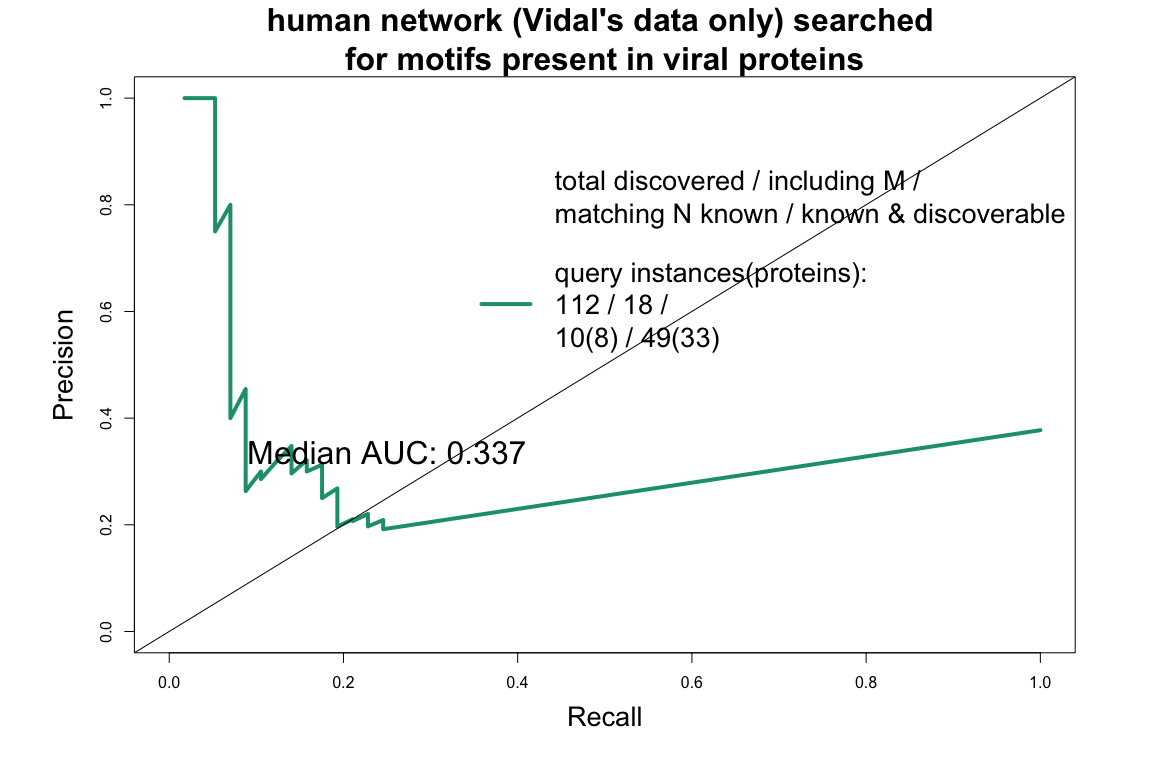 human network (Vidal's data only) searched
for motifs present in viral proteins
Precision
1.0
0.8
0.6
0.4
0.2
0.0
total discovered / including M /
matching N known / known & discoverable
query instances(proteins):
112 / 18 /
10(8) / 49(33)
Median AUC: 0.337
0.0 0.2 0.4 0.6 0.8 1.0
Recall